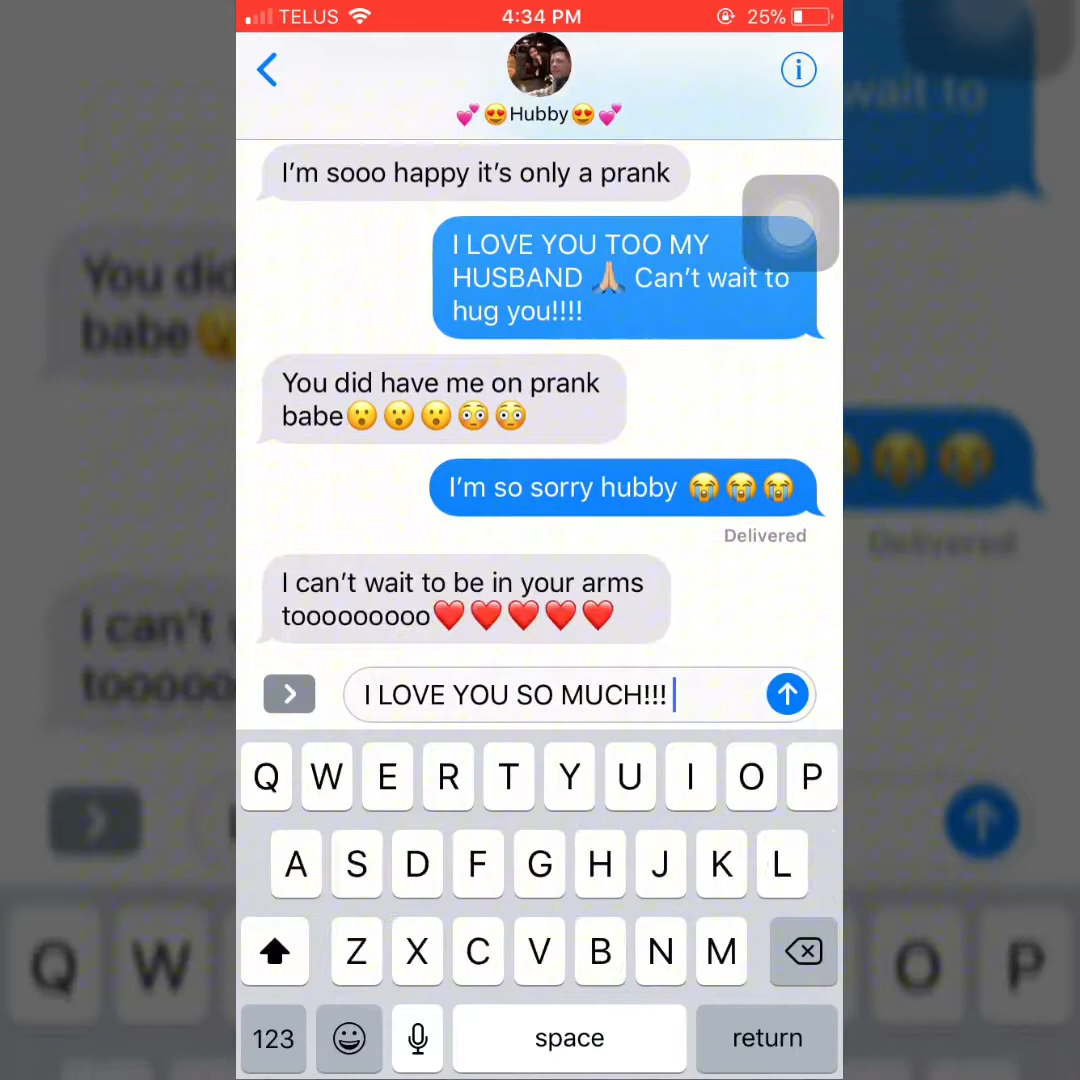 TELUS 4:34 PM 25%
💕😍Hubby😍💕
I'm sooo happy it's only a prank
I LOVE YOU TOO MY
HUSBAND 🙏🏼 Can't wait to
hug you!!!!
You did have me on prank
babe😮😮😮😳😳
I'm so sorry hubby 😭😭😭
Delivered
I can't wait to be in your arms
tooooooooo❤️❤️❤️❤️❤️
I LOVE YOU SO MUCH!!!
Q W E R T Y U I O P
A S D F G H J K L
Z X C V B N M
123 space return